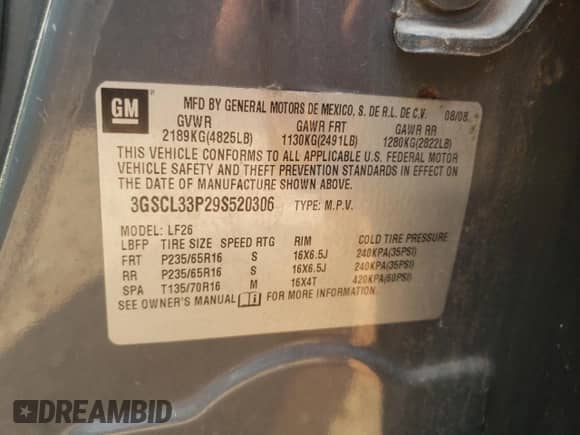 GM
MFD BY GENERAL MOTORS DE MEXICO, S. DE R.L. DE C.V. 08/08
GVWR GAWR FRT GAWR RR
2189KG(4825LB) 1130KG(2491LB) 1280KG(2822LB)
THIS VEHICLE CONFORMS TO ALL APPLICABLE U.S. FEDERAL MOTOR
VEHICLE SAFETY AND THEFT PREVENTION STANDARDS IN EFFECT ON
THE DATE OF MANUFACTURE SHOWN ABOVE.
3GSCL33P29S520306 TYPE: M.P.V.
MODEL: LF26
LBFP TIRE SIZE SPEED RTG RIM COLD TIRE PRESSURE
FRT P235/65R16 S 16X6.5J 240KPA(35PSI)
RR P235/65R16 S 16X6.5J 240KPA(35PSI)
SPA T135/70R16 M 16X4T 420KPA(60PSI)
SEE OWNER'S MANUAL FOR MORE INFORMATION.
DREAMBID